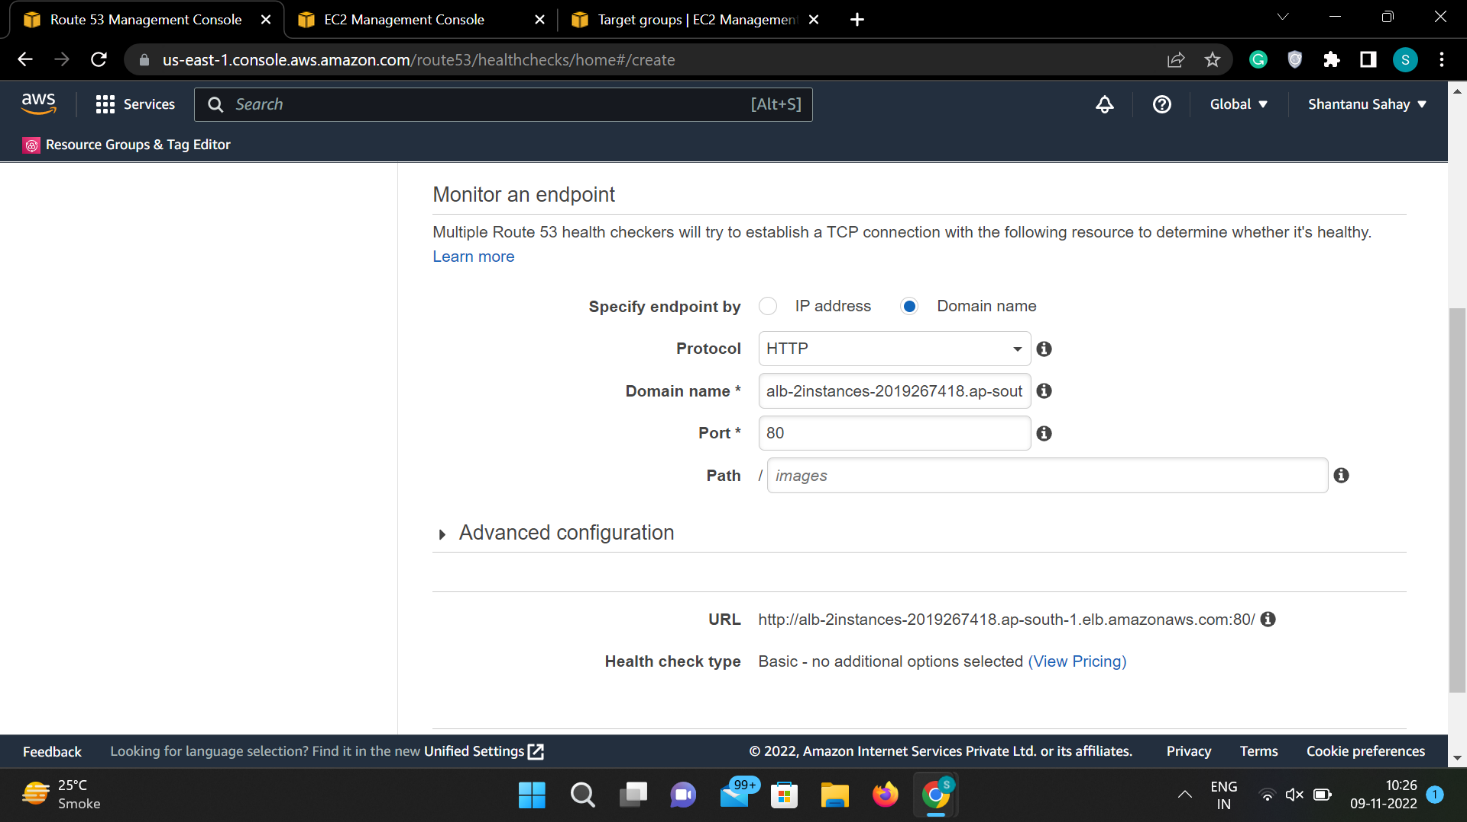 Route 53 Management Console
EC2 Management Console
Target groups | EC2 Managemen
us-east-1.console.aws.amazon.com/route53/healthchecks/home#/create
G
S
aws
Services
Search
[Alt+S]
Global
Shantanu Sahay
Resource Groups & Tag Editor
Monitor an endpoint
Multiple Route 53 health checkers will try to establish a TCP connection with the following resource to determine whether it's healthy.
Learn more
Specify endpoint by IP address Domain name
Protocol HTTP
Domain name * alb-2instances-2019267418.ap-sout
Port * 80
Path / images
Advanced configuration
URL http://alb-2instances-2019267418.ap-south-1.elb.amazonaws.com:80/
Health check type Basic - no additional options selected (View Pricing)
Feedback Looking for language selection? Find it in the new Unified Settings © 2022, Amazon Internet Services Private Ltd. or its affiliates. Privacy Terms Cookie preferences
25°C
Smoke
99+
S
ENG
IN
10:26
09-11-2022
1